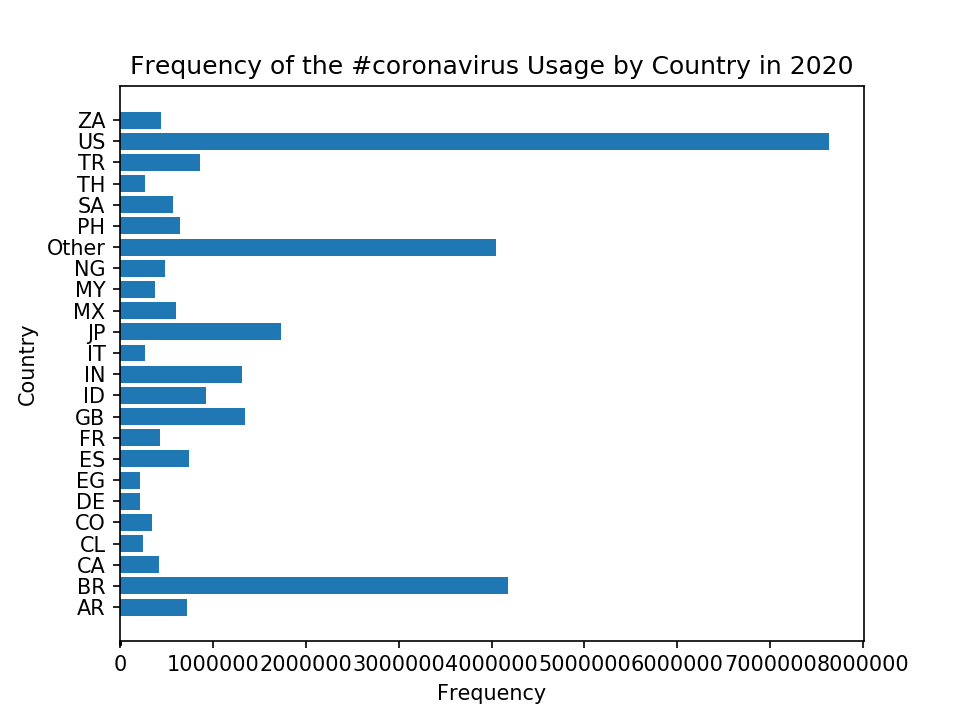 Frequency of the #coronavirus Usage by Country in 2020
ZA
US
TR
TH
SA
PH
Other
NG
MY
MX
JP
IT
IN
ID
GB
FR
ES
EG
DE
CO
CL
CA
BR
AR
Country
0 1000000 2000000 3000000 4000000 5000000 6000000 7000000 8000000
Frequency